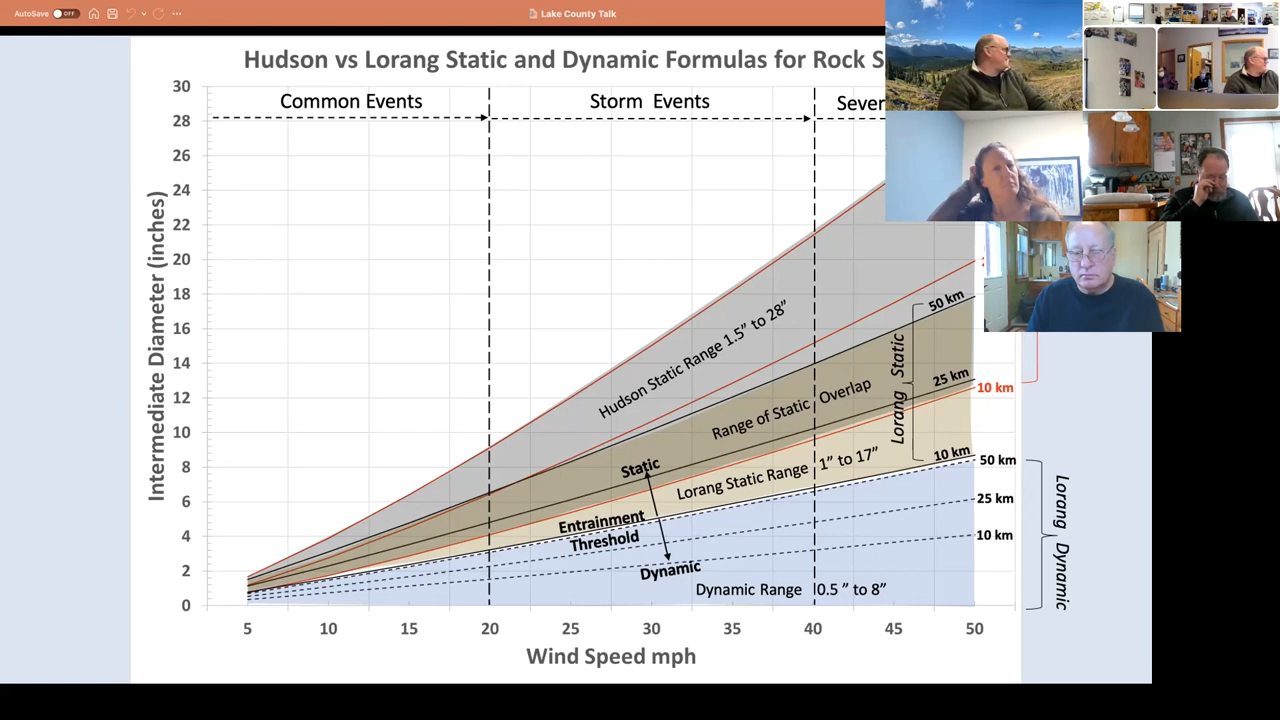 AutoSave OFF
Lake County Talk
Hudson vs Lorang Static and Dynamic Formulas for Rock
Common Events
Storm Events
Intermediate Diameter (inches)
30
28
26
24
22
20
18
16
14
12
10
8
6
4
2
0
Hudson Static Range 1.5” to 28”
Range of Static Overlap
Lorang Static Range 1” to 17”
Static
Entrainment
Threshold
Dynamic
Dynamic Range 0.5 ” to 8”
Lorang Static
50 km
25 km
10 km
10 km
50 km
25 km
10 km
Lorang Dynamic
5
10
15
20
25
30
35
40
45
50
Wind Speed mph